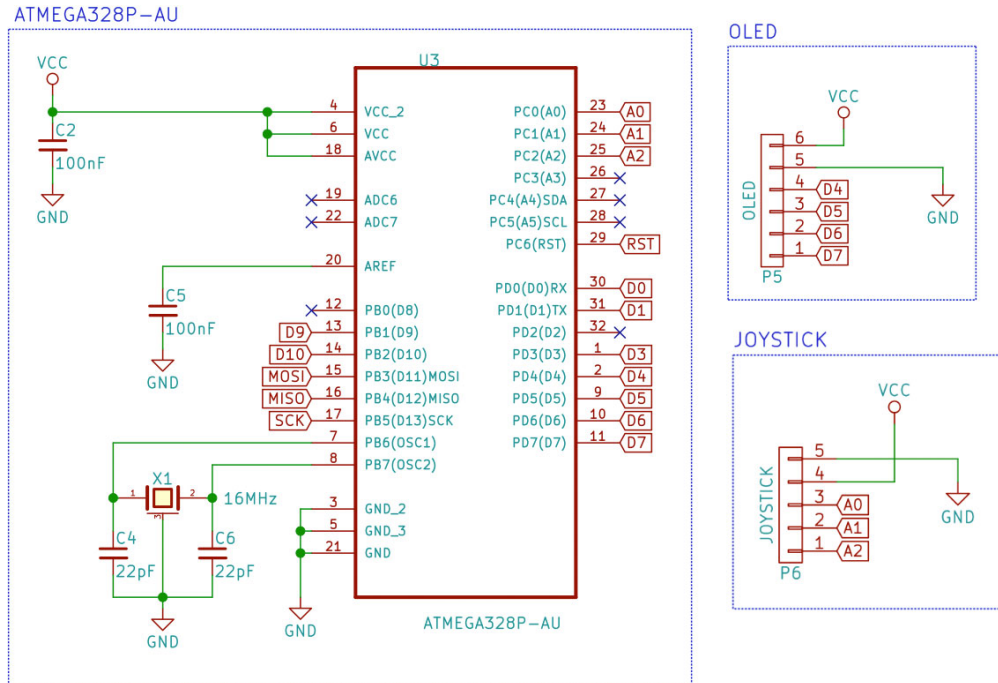 ATMEGA328P-AU
VCC
C2
100nF
GND
C5
100nF
GND
D9
D10
MOSI
MISO
SCK
X1
1
2
3
16MHz
C4
22pF
C6
22pF
GND
GND
U3
4 VCC_2
6 VCC
18 AVCC
19 ADC6
22 ADC7
20 AREF
12 PB0(D8)
13 PB1(D9)
14 PB2(D10)
15 PB3(D11)MOSI
16 PB4(D12)MISO
17 PB5(D13)SCK
7 PB6(OSC1)
8 PB7(OSC2)
3 GND_2
5 GND_3
21 GND
PC0(A0) 23 A0
PC1(A1) 24 A1
PC2(A2) 25 A2
PC3(A3) 26
PC4(A4)SDA 27
PC5(A5)SCL 28
PC6(RST) 29 RST
PD0(D0)RX 30 D0
PD1(D1)TX 31 D1
PD2(D2) 32
PD3(D3) 1 D3
PD4(D4) 2 D4
PD5(D5) 9 D5
PD6(D6) 10 D6
PD7(D7) 11 D7
ATMEGA328P-AU
OLED
VCC
OLED
6
5
4 D4
3 D5
2 D6
1 D7
P5
GND
JOYSTICK
VCC
JOYSTICK
5
4
3 A0
2 A1
1 A2
P6
GND